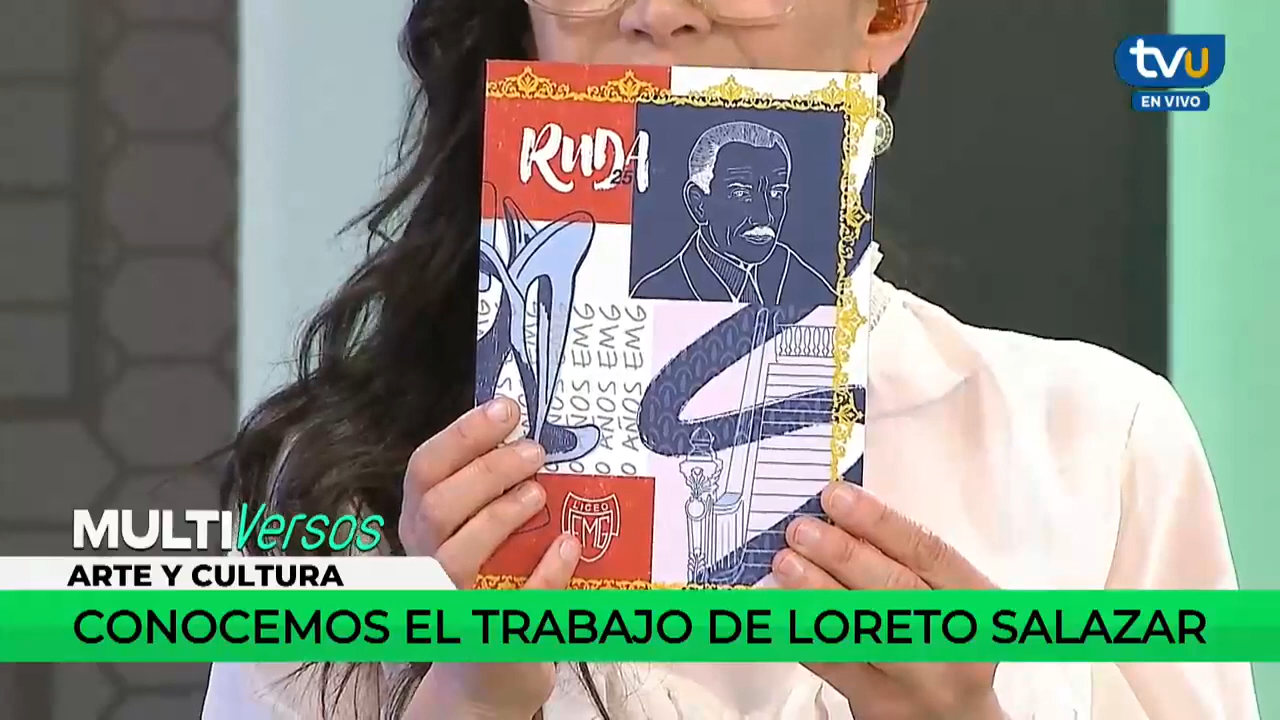 tvu
EN VIVO
RUDA
25
AÑOS EMG
AÑOS EMG
AÑOS EMG
LICEO
EMG
MULTIVersos
ARTE Y CULTURA
CONOCEMOS EL TRABAJO DE LORETO SALAZAR